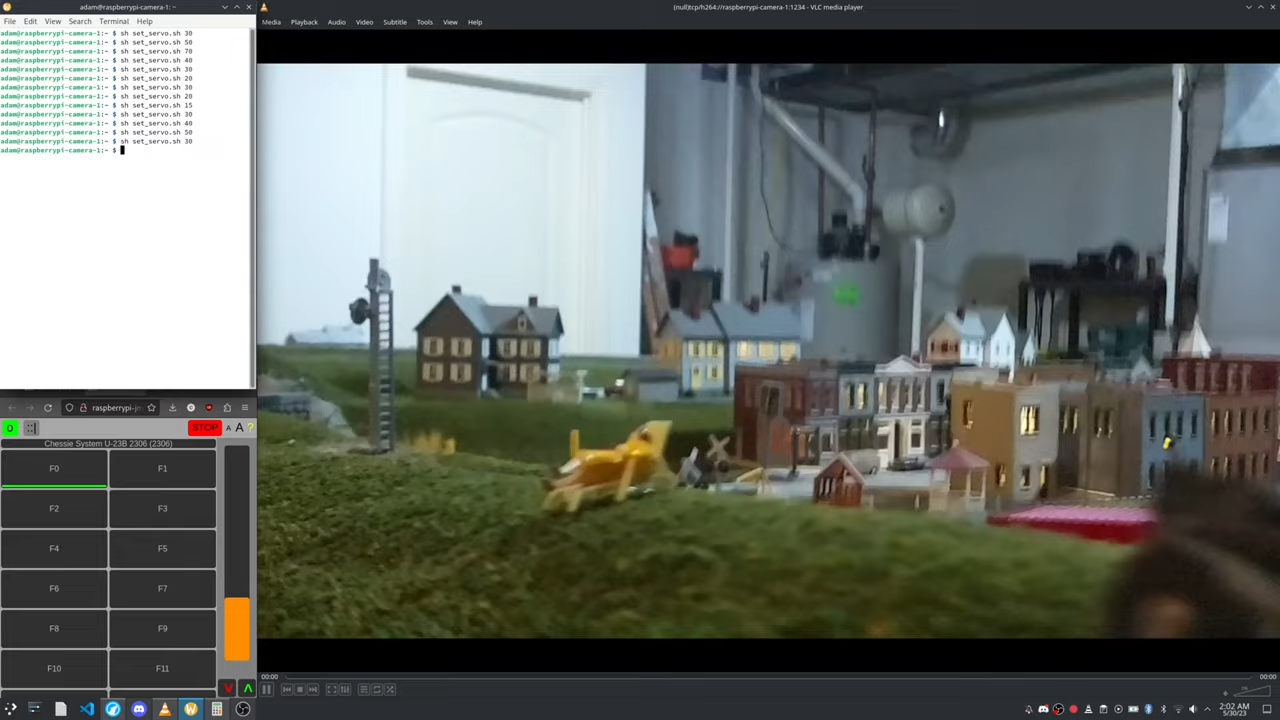 adam@raspberrypi-camera-1: ~
File Edit View Search Terminal Help
adam@raspberrypi-camera-1:~ $ sh set_servo.sh 30
adam@raspberrypi-camera-1:~ $ sh set_servo.sh 50
adam@raspberrypi-camera-1:~ $ sh set_servo.sh 70
adam@raspberrypi-camera-1:~ $ sh set_servo.sh 40
adam@raspberrypi-camera-1:~ $ sh set_servo.sh 30
adam@raspberrypi-camera-1:~ $ sh set_servo.sh 20
adam@raspberrypi-camera-1:~ $ sh set_servo.sh 30
adam@raspberrypi-camera-1:~ $ sh set_servo.sh 20
adam@raspberrypi-camera-1:~ $ sh set_servo.sh 15
adam@raspberrypi-camera-1:~ $ sh set_servo.sh 30
adam@raspberrypi-camera-1:~ $ sh set_servo.sh 40
adam@raspberrypi-camera-1:~ $ sh set_servo.sh 50
adam@raspberrypi-camera-1:~ $ sh set_servo.sh 30
adam@raspberrypi-camera-1:~ $
(null)tcp/h264://raspberrypi-camera-1:1234 - VLC media player
Media Playback Audio Video Subtitle Tools View Help
STOP A A ?
Chessie System U-23B 2306 (2306)
F0 F1
F2 F3
F4 F5
F6 F7
F8 F9
F10 F11
00:00 00:00
2:02 AM
5/30/23